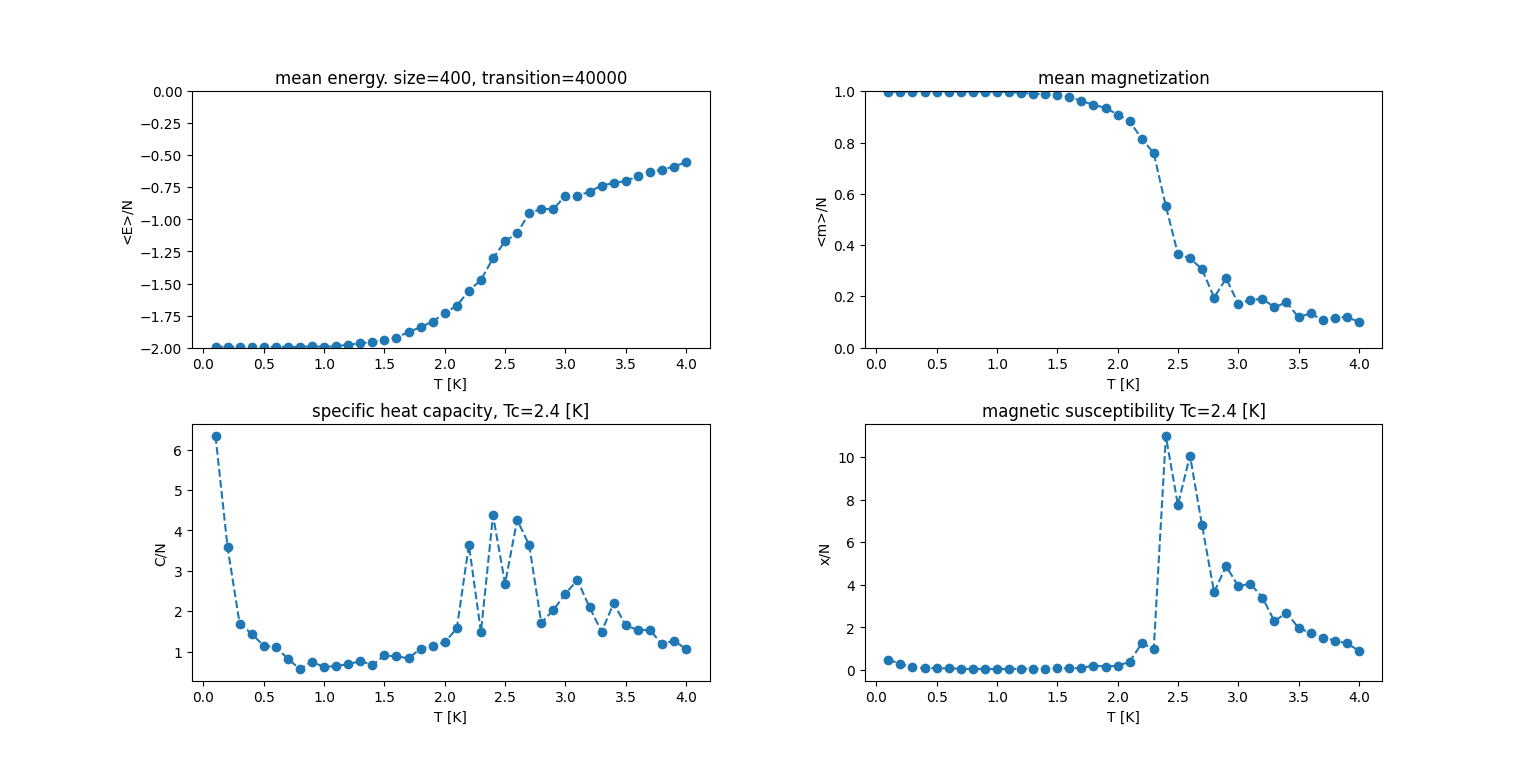 mean energy. size=400, transition=40000
0.00
−0.25
−0.50
−0.75
−1.00
−1.25
−1.50
−1.75
−2.00
<E>/N
0.0 0.5 1.0 1.5 2.0 2.5 3.0 3.5 4.0
T [K]
mean magnetization
1.0
0.8
0.6
0.4
0.2
0.0
<m>/N
0.0 0.5 1.0 1.5 2.0 2.5 3.0 3.5 4.0
T [K]
specific heat capacity, Tc=2.4 [K]
6
5
4
3
2
1
C/N
0.0 0.5 1.0 1.5 2.0 2.5 3.0 3.5 4.0
T [K]
magnetic susceptibility Tc=2.4 [K]
10
8
6
4
2
0
x/N
0.0 0.5 1.0 1.5 2.0 2.5 3.0 3.5 4.0
T [K]